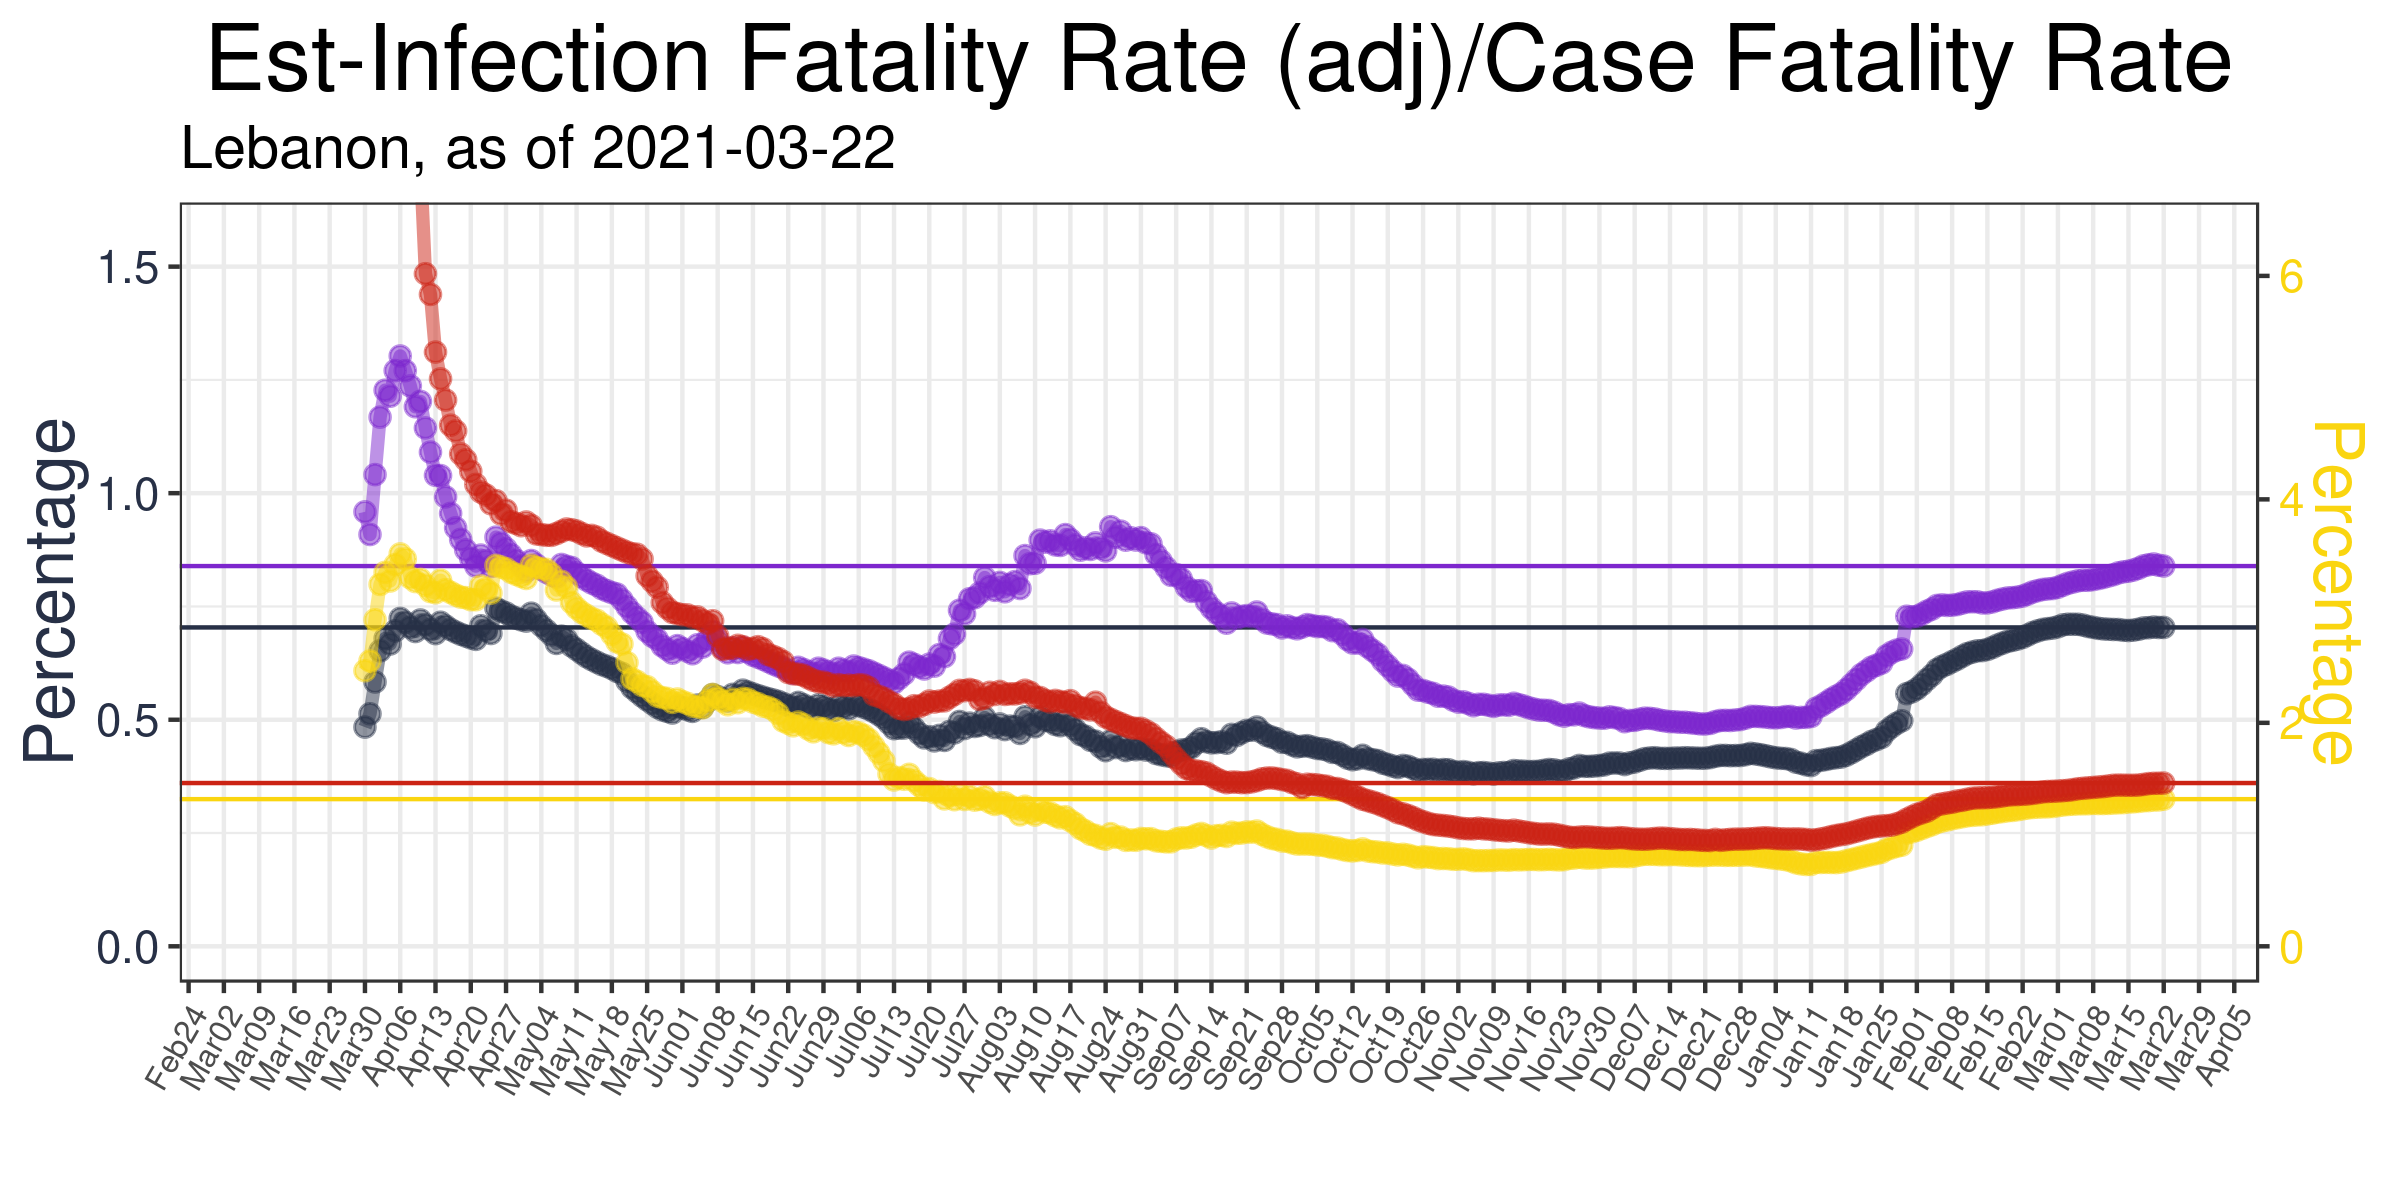 Est-Infection Fatality Rate (adj)/Case Fatality Rate
Lebanon, as of 2021-03-22
Percentage
1.5
1.0
0.5
0.0
6
4
2
0
Percentage
Feb24
Mar02
Mar09
Mar16
Mar23
Mar30
Apr06
Apr13
Apr20
Apr27
May04
May11
May18
May25
Jun01
Jun08
Jun15
Jun22
Jun29
Jul06
Jul13
Jul20
Jul27
Aug03
Aug10
Aug17
Aug24
Aug31
Sep07
Sep14
Sep21
Sep28
Oct05
Oct12
Oct19
Oct26
Nov02
Nov09
Nov16
Nov23
Nov30
Dec07
Dec14
Dec21
Dec28
Jan04
Jan11
Jan18
Jan25
Feb01
Feb08
Feb15
Feb22
Mar01
Mar08
Mar15
Mar22
Mar29
Apr05